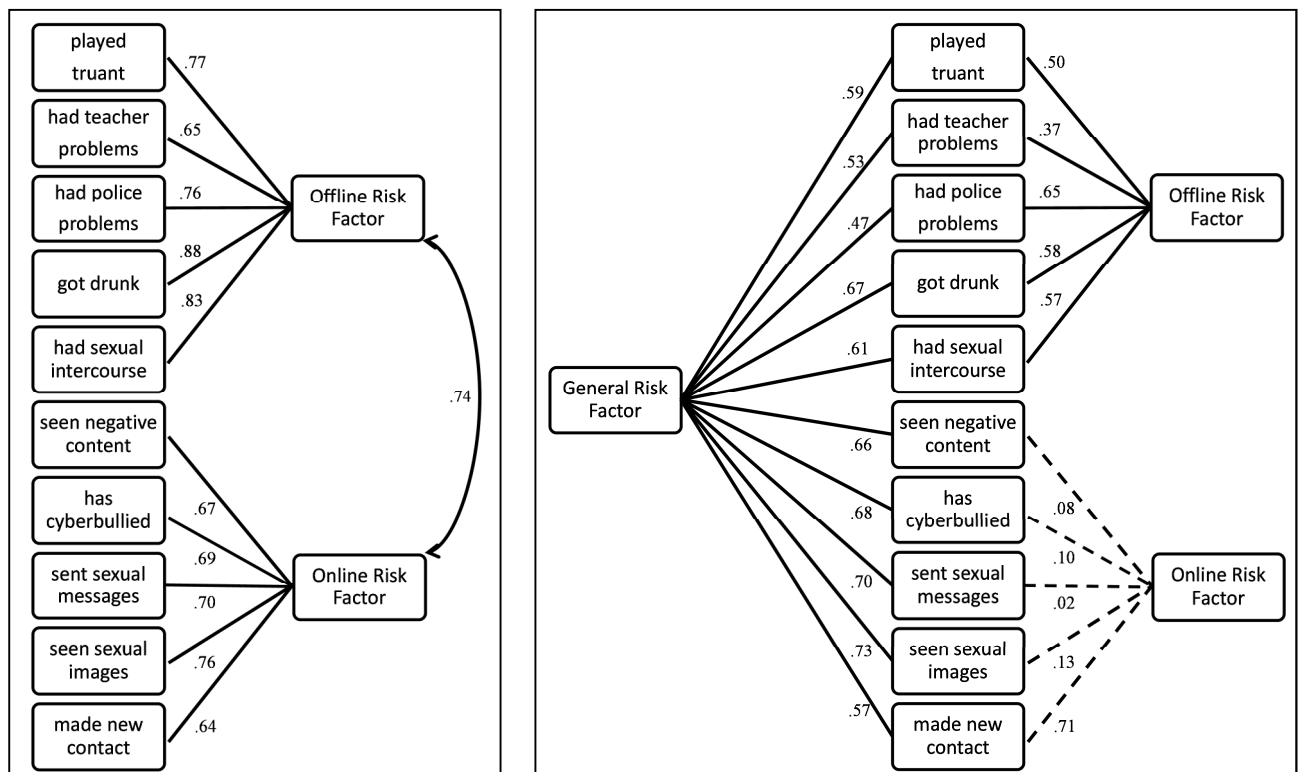 played
truant
had teacher
problems
had police
problems
got drunk
had sexual
intercourse
seen negative
content
has
cyberbullied
sent sexual
messages
seen sexual
images
made new
contact
.77
.65
.76
.88
.83
.67
.69
.70
.76
.64
Offline Risk
Factor
Online Risk
Factor
.74
General Risk
Factor
.59
.53
.47
.67
.61
.66
.68
.70
.73
.57
played
truant
had teacher
problems
had police
problems
got drunk
had sexual
intercourse
seen negative
content
has
cyberbullied
sent sexual
messages
seen sexual
images
made new
contact
.50
.37
.65
.58
.57
.08
.10
.02
.13
.71
Offline Risk
Factor
Online Risk
Factor